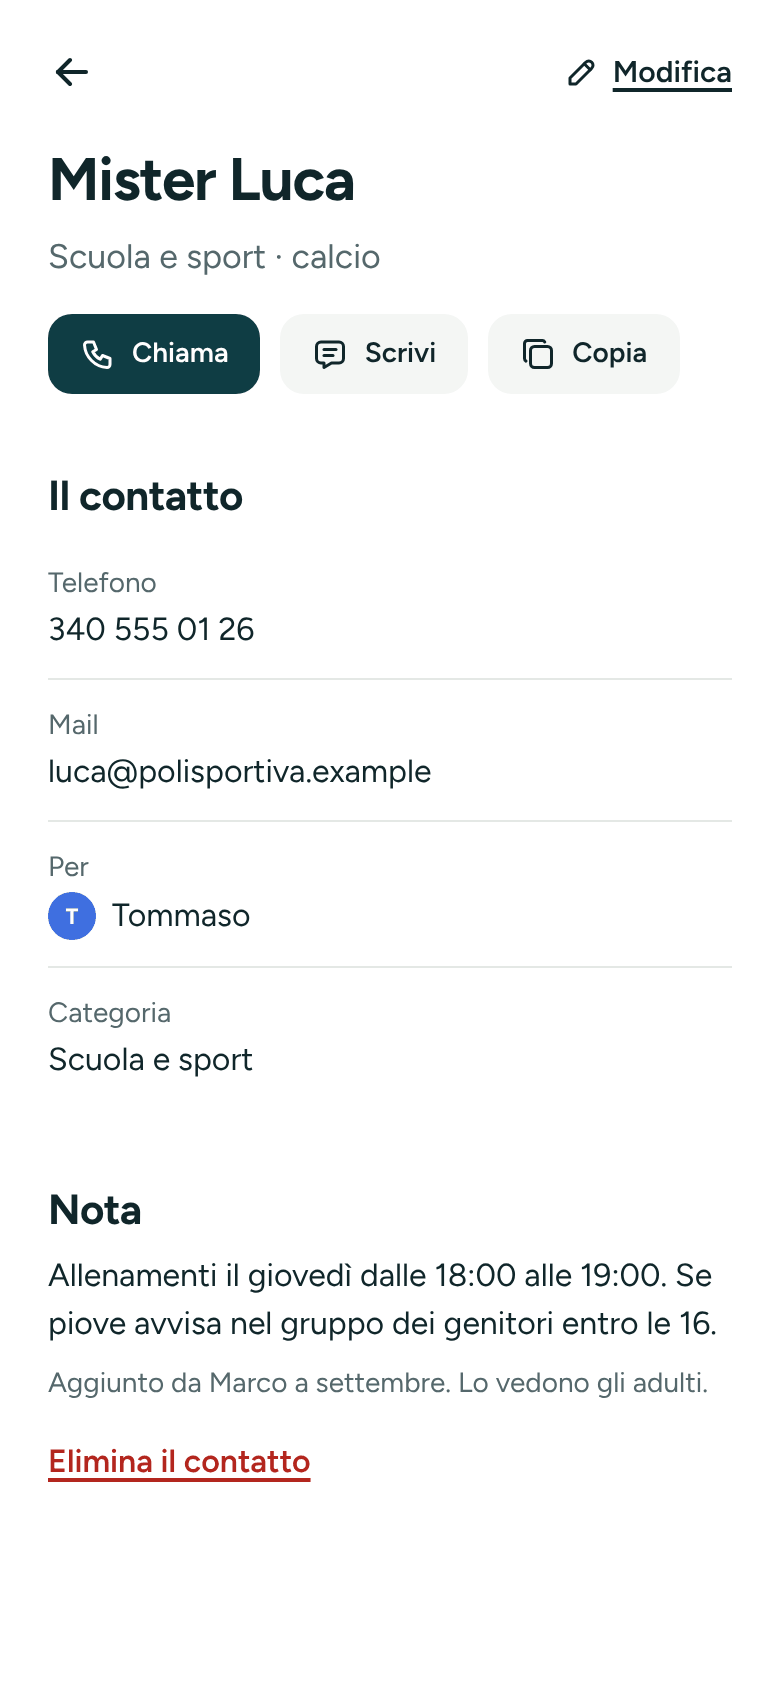 Modifica
Mister Luca
Scuola e sport · calcio
Chiama
Scrivi
Copia
Il contatto
Telefono
340 555 01 26
Mail
luca@polisportiva.example
Per
T
Tommaso
Categoria
Scuola e sport
Nota
Allenamenti il giovedì dalle 18:00 alle 19:00. Se
piove avvisa nel gruppo dei genitori entro le 16.
Aggiunto da Marco a settembre. Lo vedono gli adulti.
Elimina il contatto